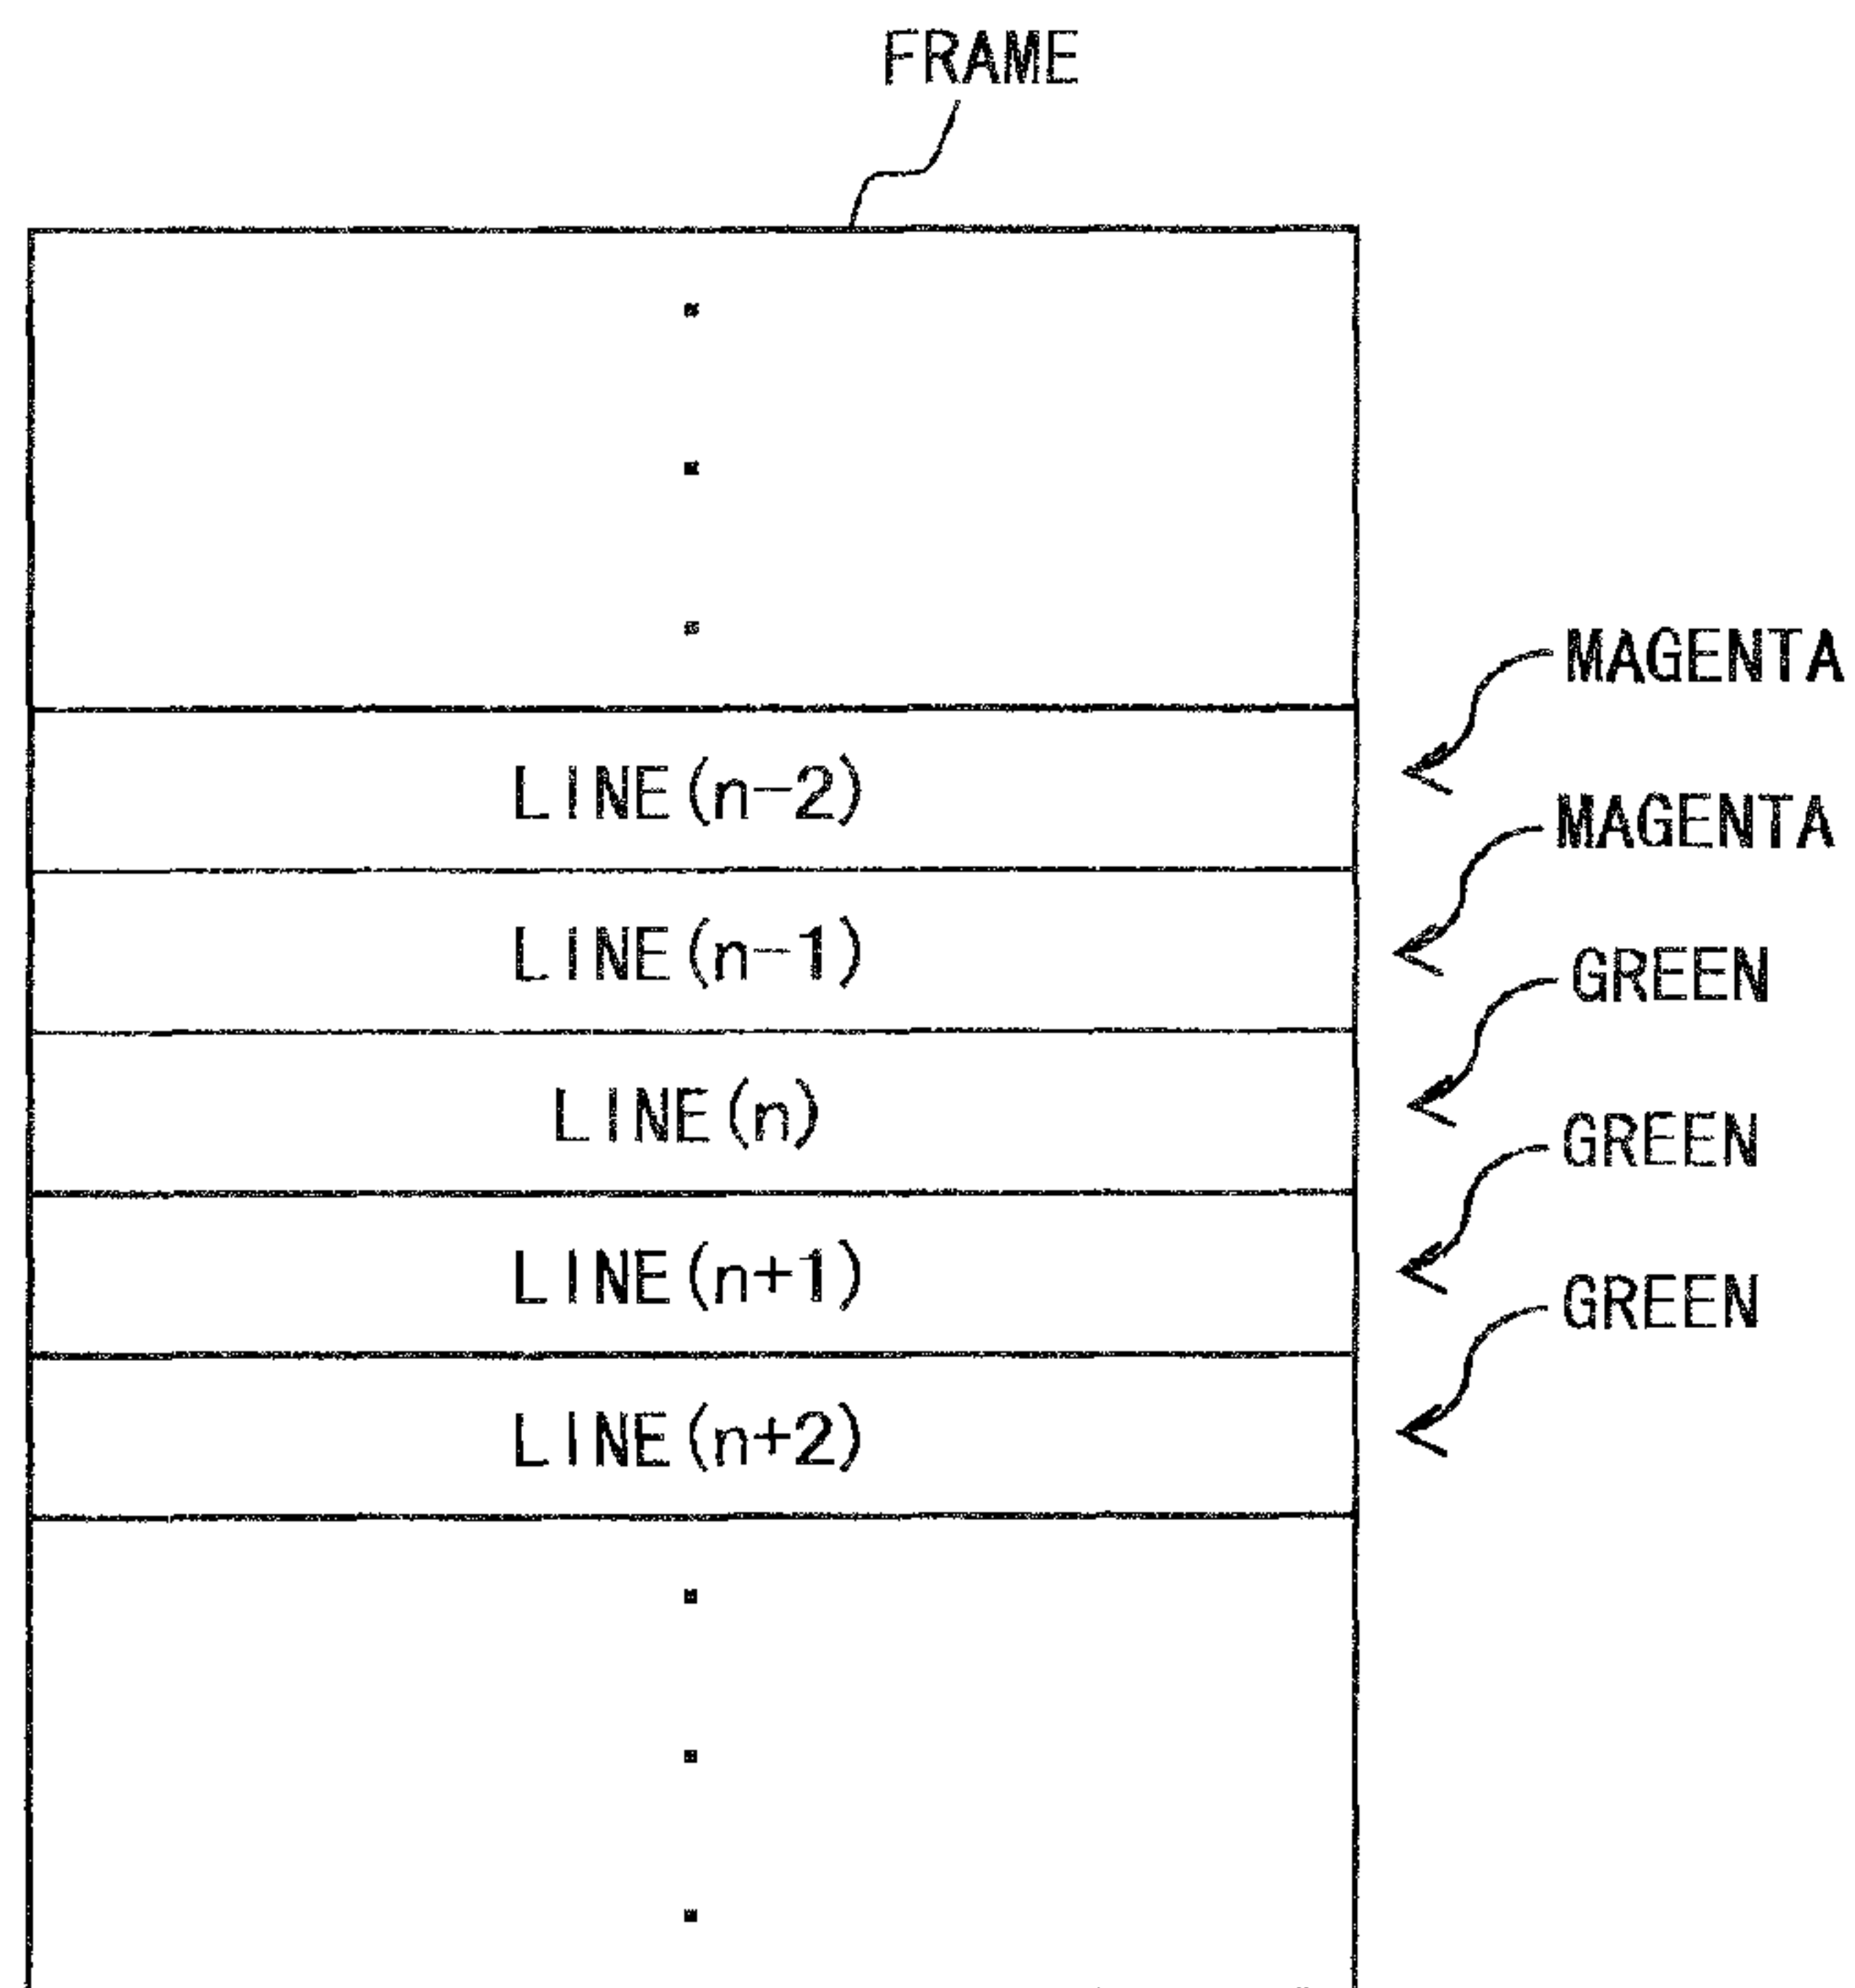 FRAME
MAGENTA
LINE(n-2)
MAGENTA
LINE(n-1)
GREEN
LINE(n)
GREEN
LINE(n+1)
GREEN
LINE(n+2)